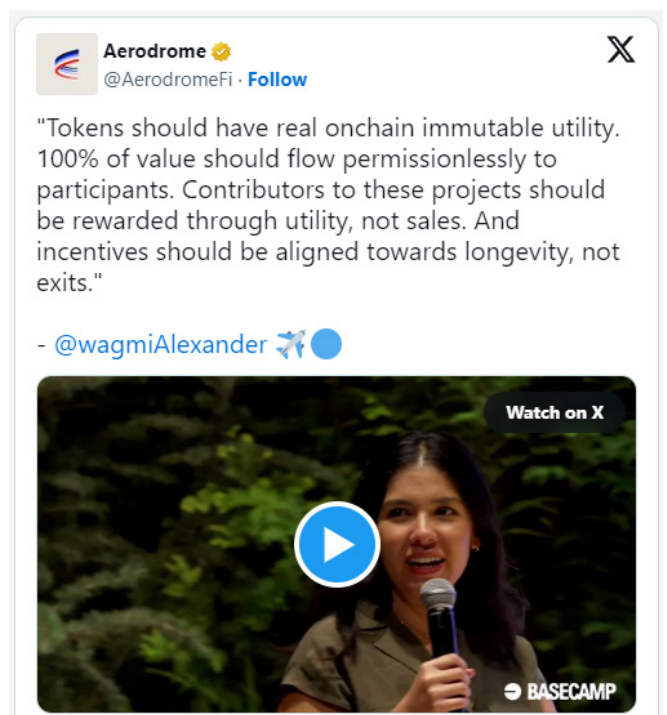 Aerodrome
@AerodromeFi · Follow
"Tokens should have real onchain immutable utility.
100% of value should flow permissionlessly to
participants. Contributors to these projects should
be rewarded through utility, not sales. And
incentives should be aligned towards longevity, not
exits."
- @wagmiAlexander ✈️🔵
Watch on X
BASECAMP